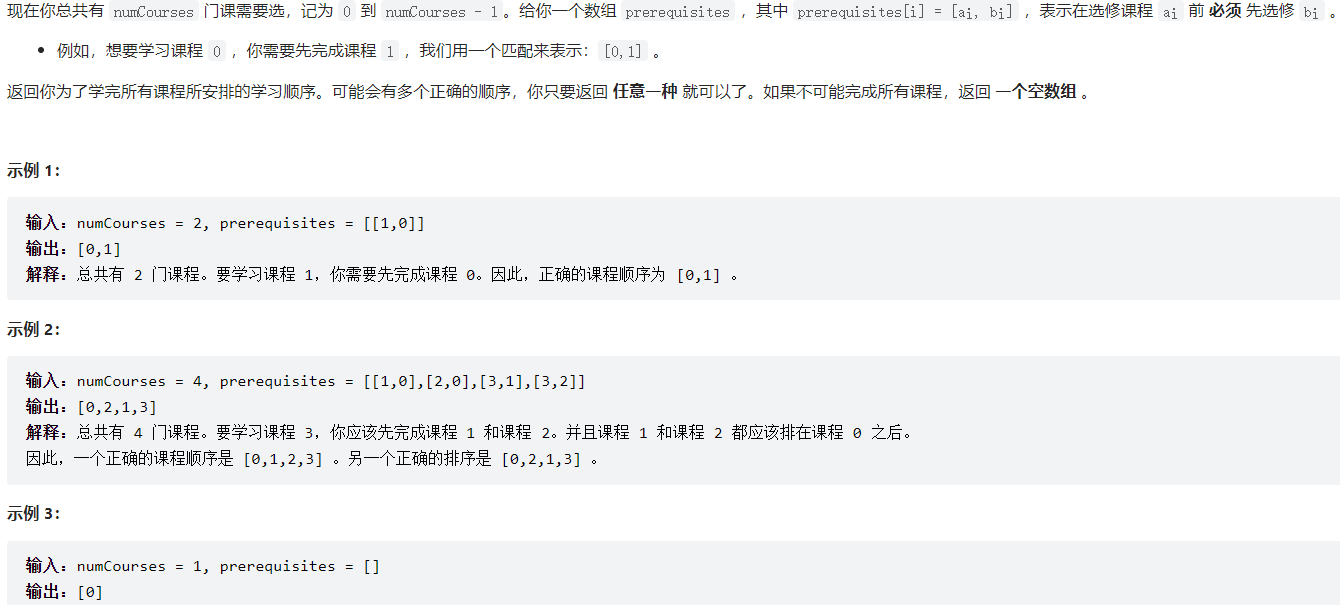 现在你总共有 numCourses 门课需要选，记为 0 到 numCourses - 1。给你一个数组 prerequisites ，其中 prerequisites[i] = [ai, bi] ，表示在选修课程 ai 前 必须 先选修 bi 。
• 例如，想要学习课程 0 ，你需要先完成课程 1 ，我们用一个匹配来表示：[0,1] 。
返回你为了学完所有课程所安排的学习顺序。可能会有多个正确的顺序，你只要返回 任意一种 就可以了。如果不可能完成所有课程，返回 一个空数组 。
示例 1：
输入：numCourses = 2, prerequisites = [[1,0]]
输出：[0,1]
解释：总共有 2 门课程。要学习课程 1，你需要先完成课程 0。因此，正确的课程顺序为 [0,1] 。
示例 2：
输入：numCourses = 4, prerequisites = [[1,0],[2,0],[3,1],[3,2]]
输出：[0,2,1,3]
解释：总共有 4 门课程。要学习课程 3，你应该先完成课程 1 和课程 2。并且课程 1 和课程 2 都应该排在课程 0 之后。
因此，一个正确的课程顺序是 [0,1,2,3] 。另一个正确的排序是 [0,2,1,3] 。
示例 3：
输入：numCourses = 1, prerequisites = []
输出：[0]